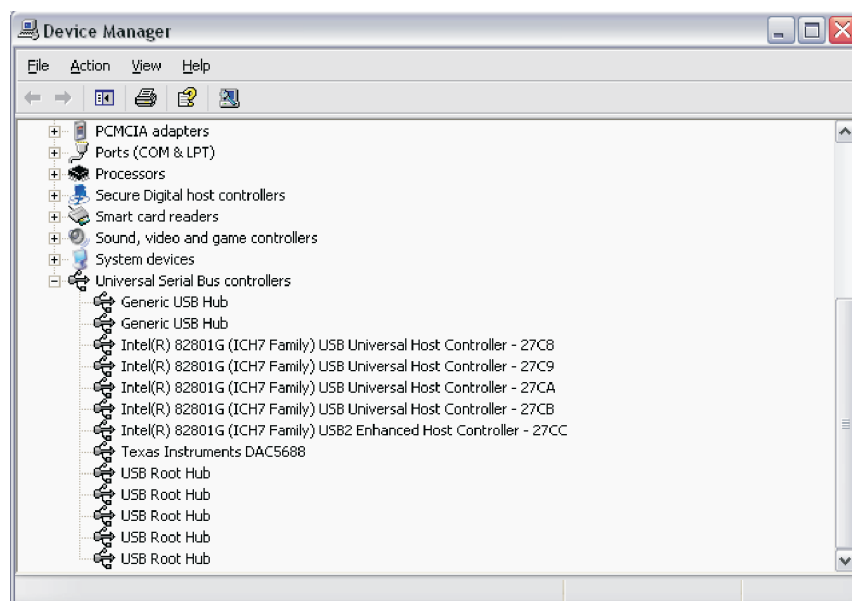 Device Manager
File Action View Help
PCMCIA adapters
Ports (COM & LPT)
Processors
Secure Digital host controllers
Smart card readers
Sound, video and game controllers
System devices
Universal Serial Bus controllers
Generic USB Hub
Generic USB Hub
Intel(R) 82801G (ICH7 Family) USB Universal Host Controller - 27C8
Intel(R) 82801G (ICH7 Family) USB Universal Host Controller - 27C9
Intel(R) 82801G (ICH7 Family) USB Universal Host Controller - 27CA
Intel(R) 82801G (ICH7 Family) USB Universal Host Controller - 27CB
Intel(R) 82801G (ICH7 Family) USB2 Enhanced Host Controller - 27CC
Texas Instruments DAC5688
USB Root Hub
USB Root Hub
USB Root Hub
USB Root Hub
USB Root Hub